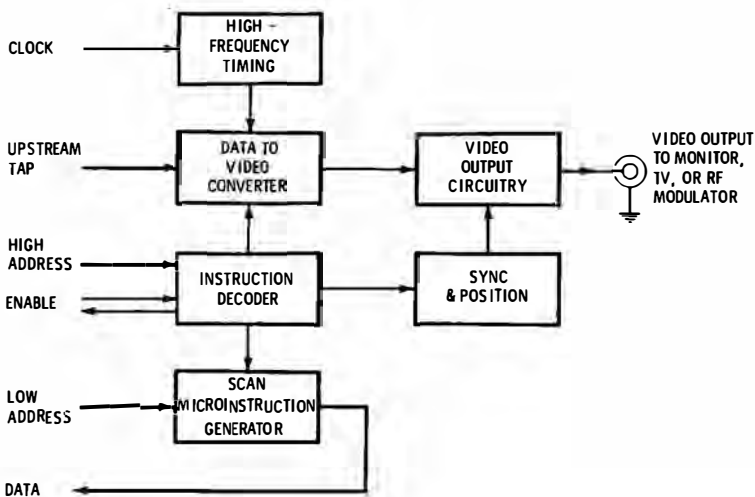 CLOCK
HIGH -
FREQUENCY
TIMING
UPSTREAM
TAP
DATA TO
VIDEO
CONVERTER
VIDEO
OUTPUT
CIRCUITRY
VIDEO OUTPUT
TO MONITOR,
TV, OR RF
MODULATOR
HIGH
ADDRESS
ENABLE
INSTRUCTION
DECODER
SYNC
& POSITION
LOW
ADDRESS
SCAN
MICROINSTRUCTION
GENERATOR
DATA